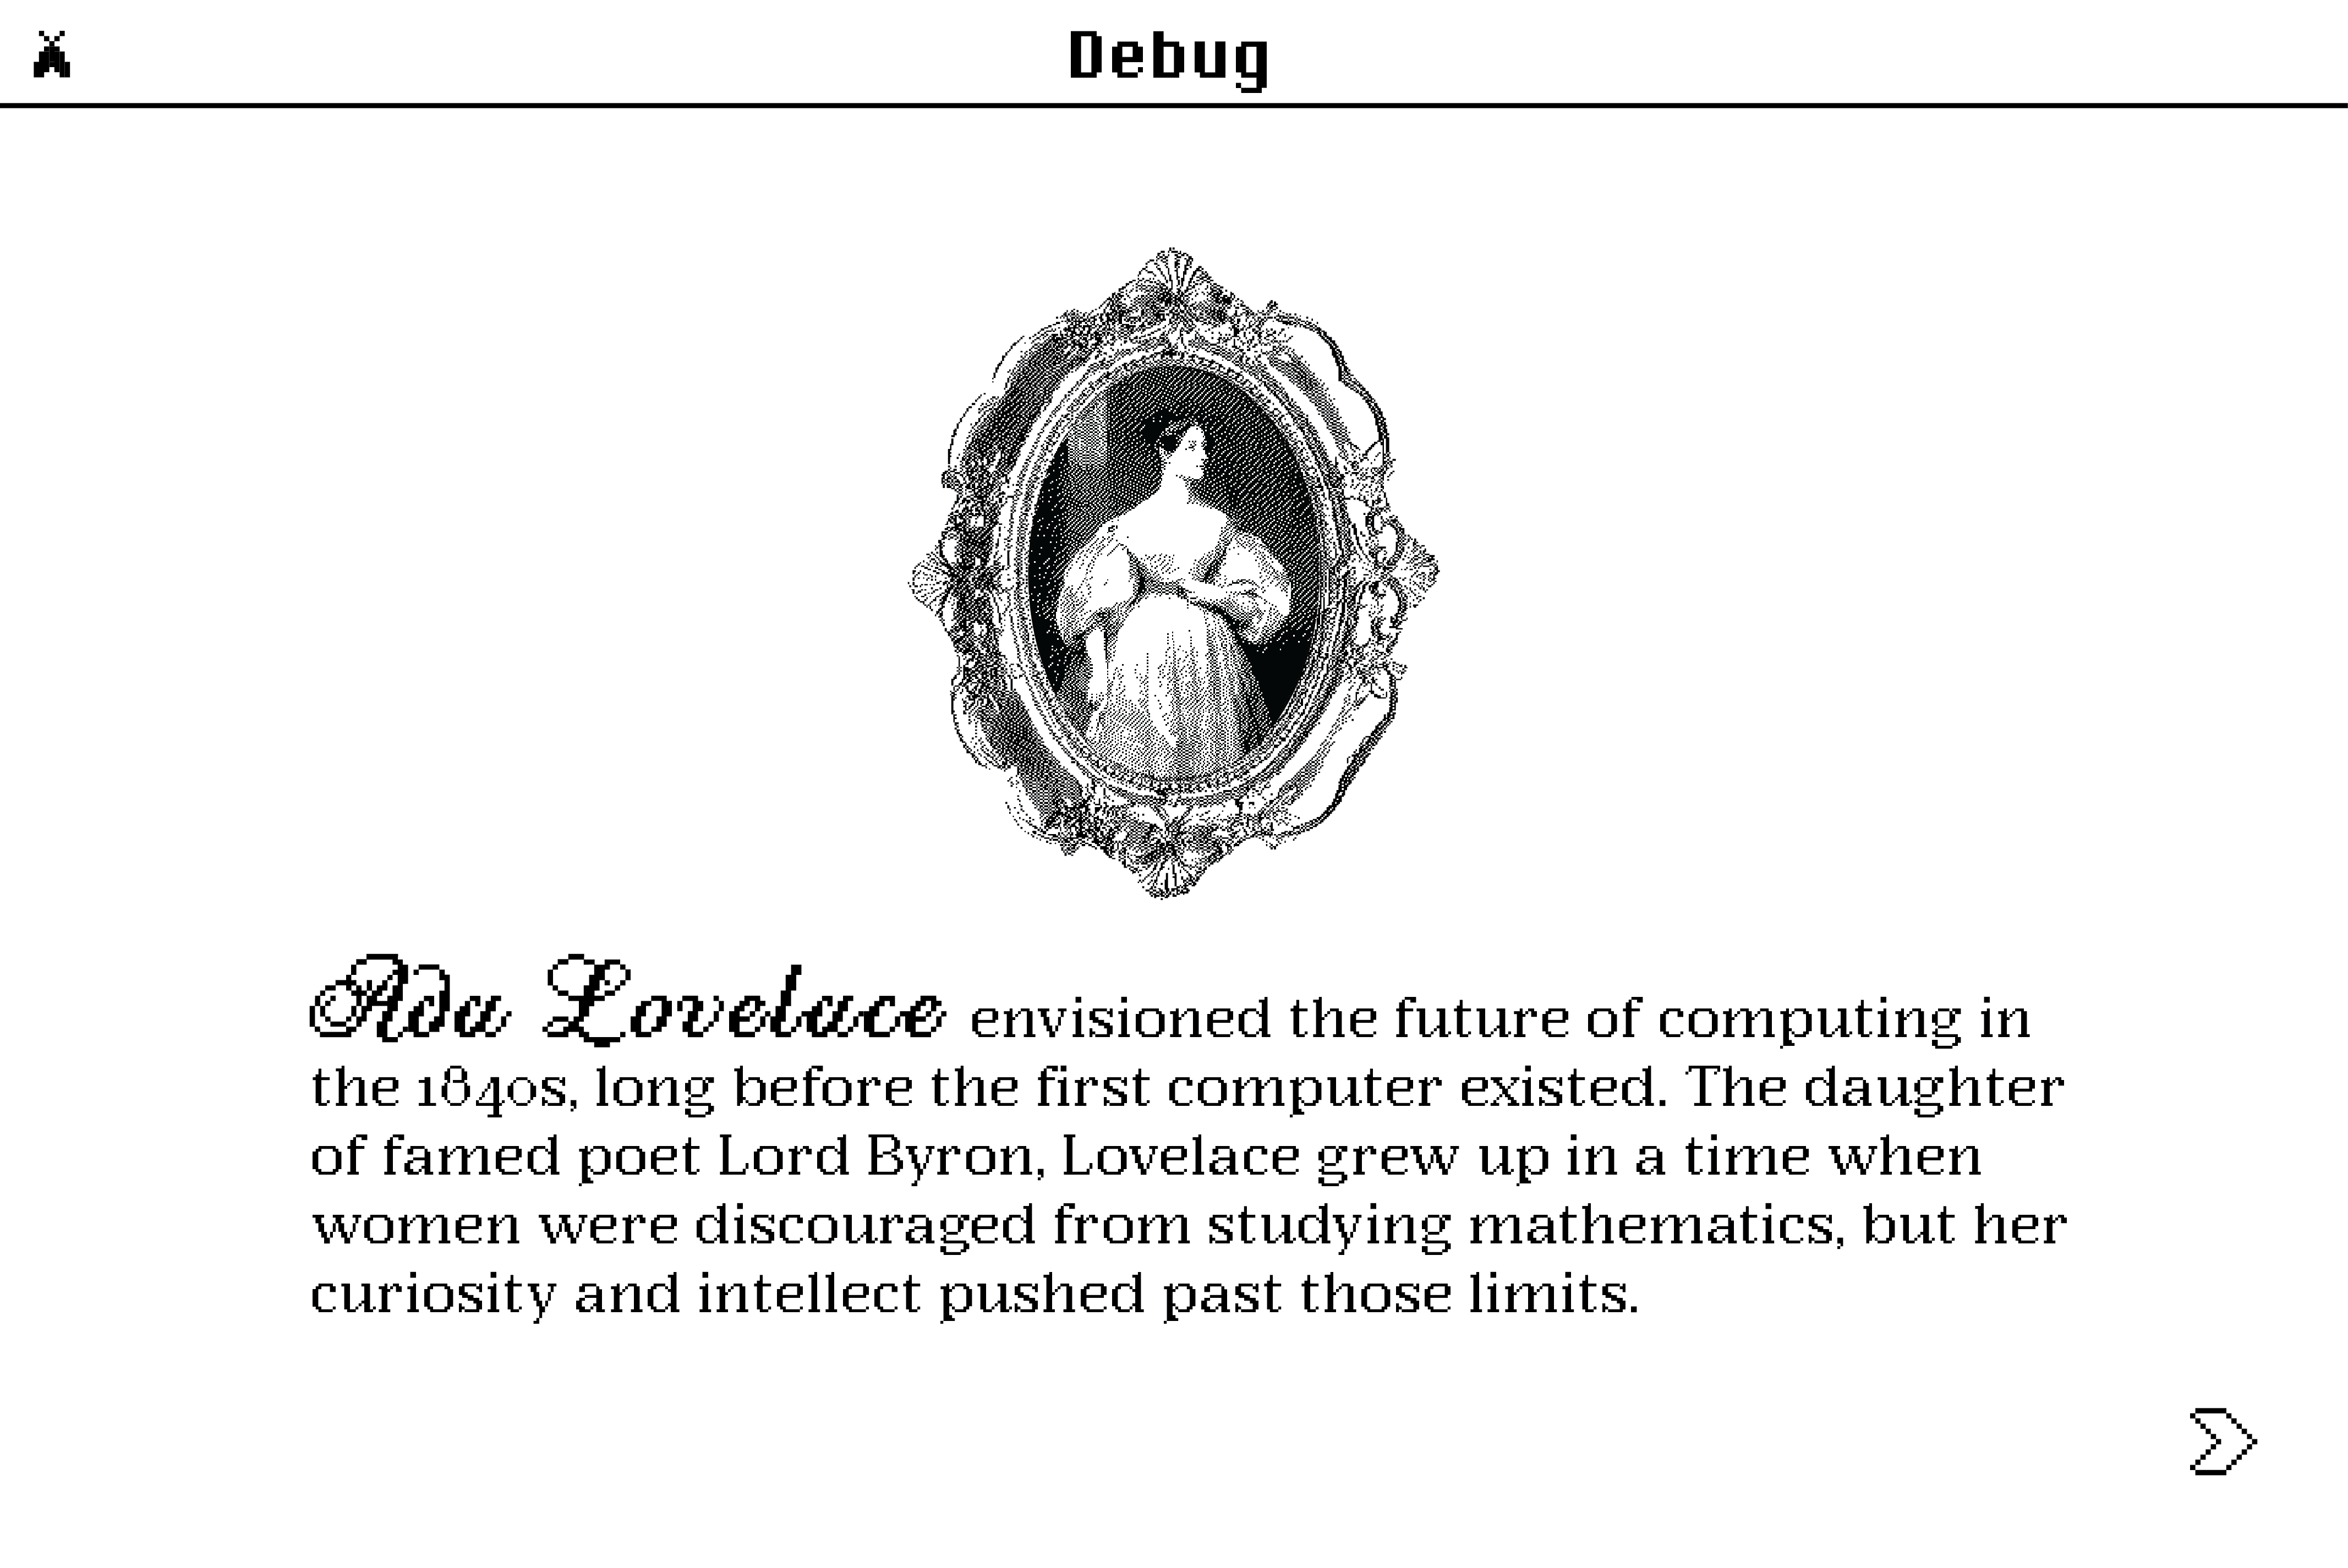 Debug
Ada Lovelace envisioned the future of computing in
the 1840s, long before the first computer existed. The daughter
of famed poet Lord Byron, Lovelace grew up in a time when
women were discouraged from studying mathematics, but her
curiosity and intellect pushed past those limits.